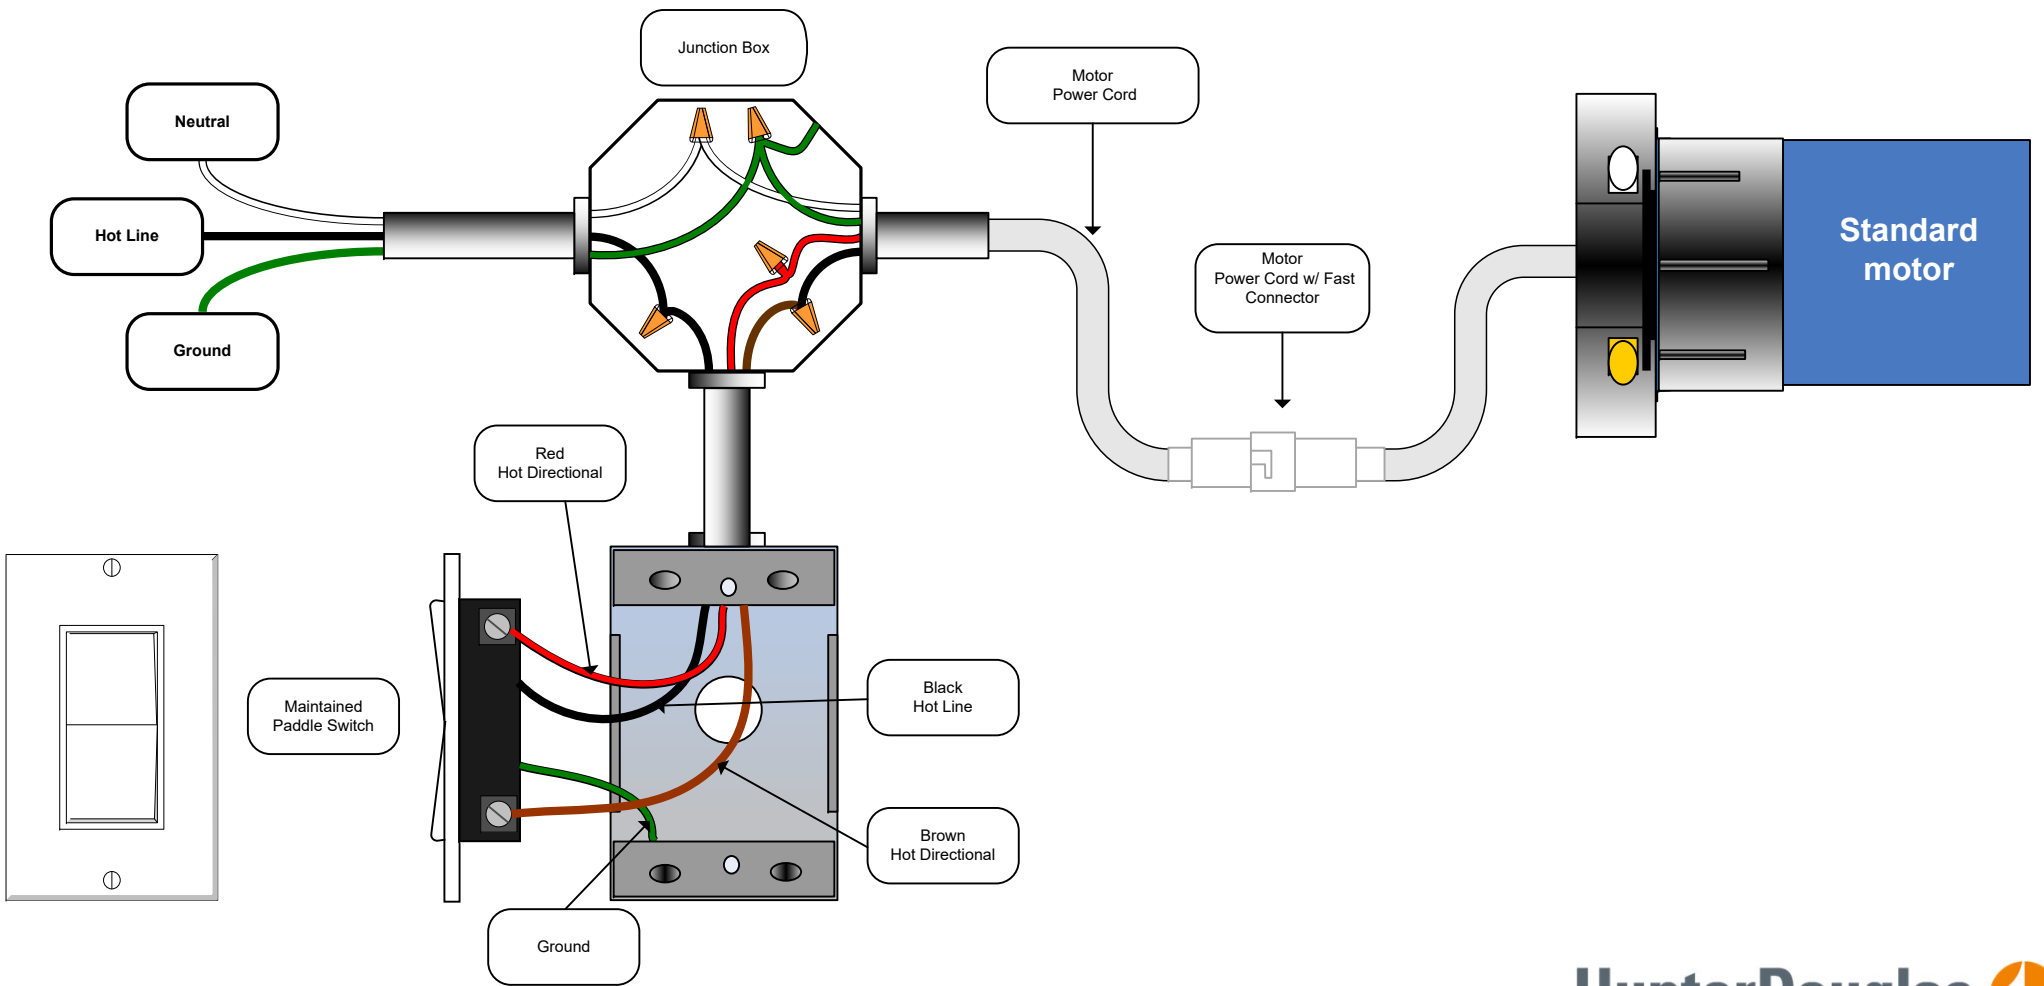 Junction Box
Motor
Power Cord
Neutral
Hot Line
Ground
Standard
motor
Motor
Power Cord w/ Fast
Connector
Red
Hot Directional
Maintained
Paddle Switch
Black
Hot Line
Brown
Hot Directional
Ground
HunterDouglas